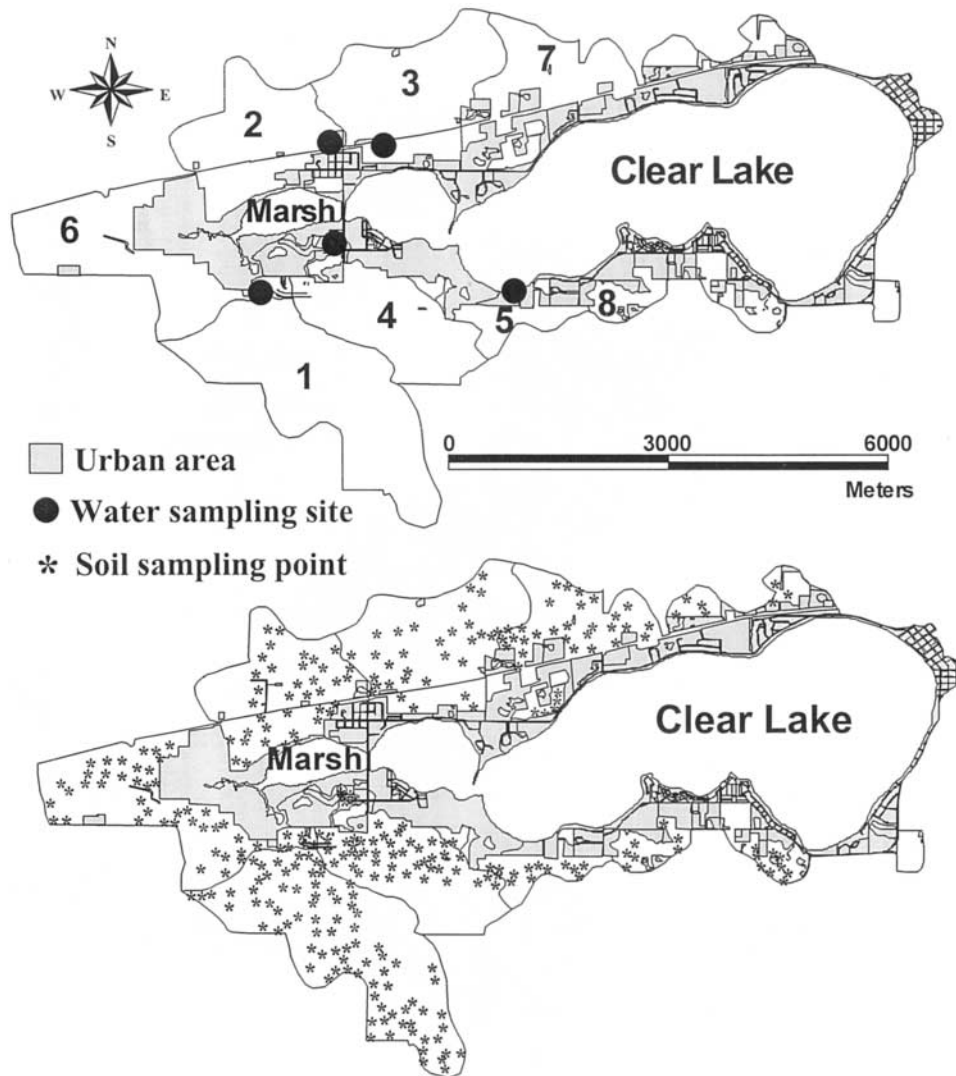 N
W E
S
2
3
7
Clear Lake
6
Marsh
4
5
8
1
0 3000 6000
Meters
Urban area
Water sampling site
* Soil sampling point
Clear Lake
Marsh